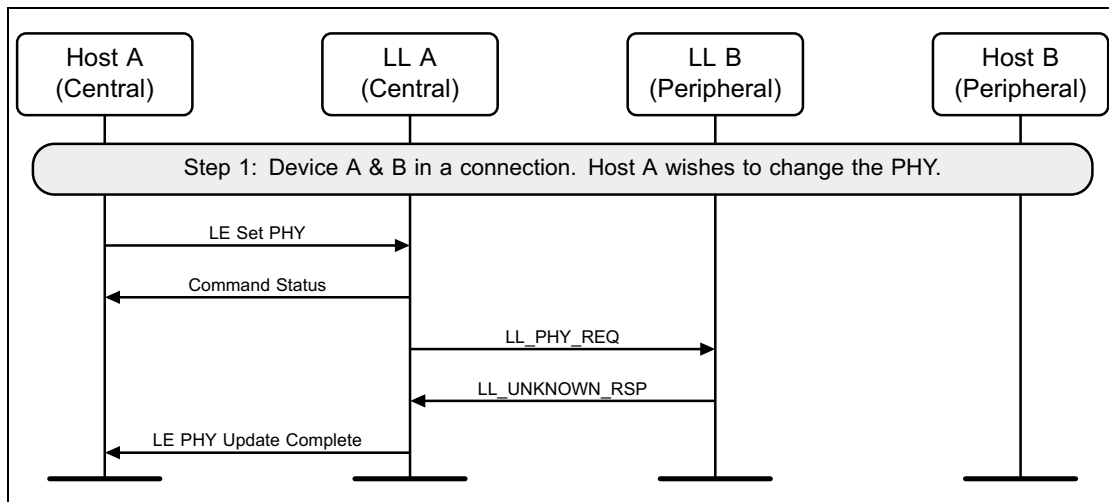 Host A
(Central)
LL A
(Central)
LL B
(Peripheral)
Host B
(Peripheral)
Step 1: Device A & B in a connection. Host A wishes to change the PHY.
LE Set PHY
Command Status
LL_PHY_REQ
LL_UNKNOWN_RSP
LE PHY Update Complete